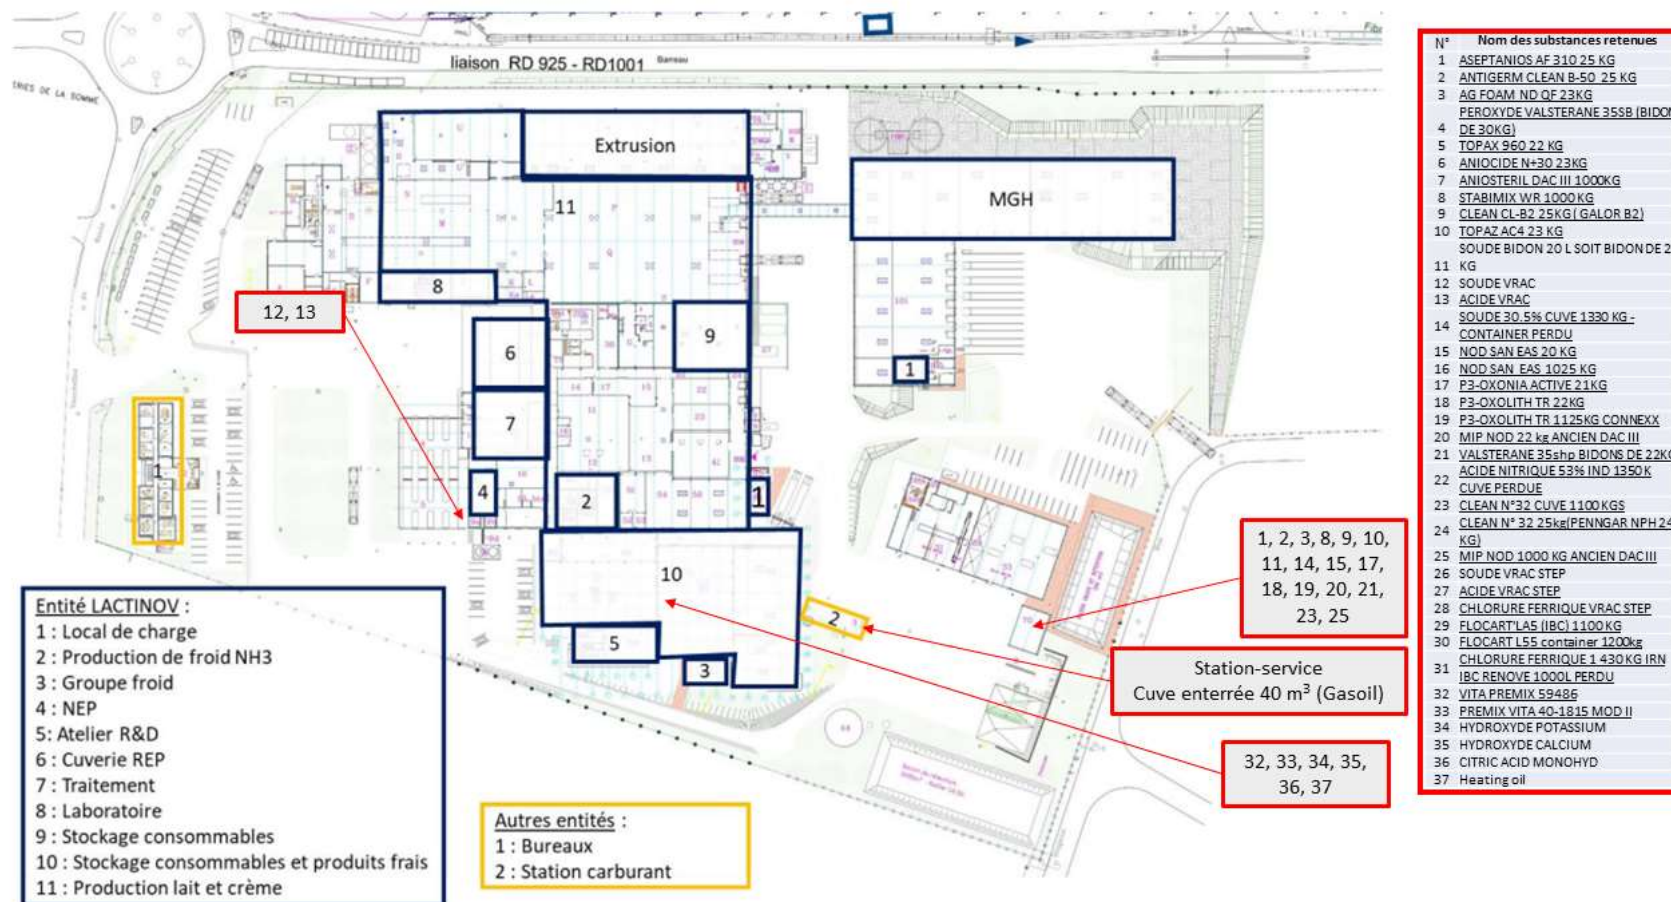 liaison RD 925 - RD1001
Barreau
TRIES DE LA SOMME
Extrusion
11
MGH
8
12, 13
6
9
1
7
1
4
2
1
10
2
5
3
1, 2, 3, 8, 9, 10,
11, 14, 15, 17,
18, 19, 20, 21,
23, 25
Station-service
Cuve enterrée 40 m³ (Gasoil)
32, 33, 34, 35,
36, 37
Entité LACTINOV :
1 : Local de charge
2 : Production de froid NH3
3 : Groupe froid
4 : NEP
5: Atelier R&D
6 : Cuverie REP
7 : Traitement
8 : Laboratoire
9 : Stockage consommables
10 : Stockage consommables et produits frais
11 : Production lait et crème
Autres entités :
1 : Bureaux
2 : Station carburant
N° Nom des substances retenues
1 ASEPTANIOS AF 310 25 KG
2 ANTIGERM CLEAN B-50 25 KG
3 AG FOAM ND QF 23KG
PEROXYDE VALSTERANE 35SB (BIDON
4 DE 30KG)
5 TOPAX 960 22 KG
6 ANIOCIDE N+30 23KG
7 ANIOSTERIL DAC III 1000KG
8 STABIMIX WR 1000KG
9 CLEAN CL-B2 25KG ( GALOR B2)
10 TOPAZ AC4 23 KG
SOUDE BIDON 20 L SOIT BIDON DE 2
11 KG
12 SOUDE VRAC
13 ACIDE VRAC
SOUDE 30.5% CUVE 1330 KG -
14 CONTAINER PERDU
15 NOD SAN EAS 20 KG
16 NOD SAN EAS 1025 KG
17 P3-OXONIA ACTIVE 21KG
18 P3-OXOLITH TR 22KG
19 P3-OXOLITH TR 1125KG CONNEXX
20 MIP NOD 22 kg ANCIEN DAC III
21 VALSTERANE 35shp BIDONS DE 22KG
ACIDE NITRIQUE 53% IND 1350K
22 CUVE PERDUE
23 CLEAN N°32 CUVE 1100 KGS
CLEAN N° 32 25kg(PENNGAR NPH 24
24 KG)
25 MIP NOD 1000 KG ANCIEN DAC III
26 SOUDE VRAC STEP
27 ACIDE VRAC STEP
28 CHLORURE FERRIQUE VRAC STEP
29 FLOCART'LA5 (IBC) 1100KG
30 FLOCART L55 container 1200kg
CHLORURE FERRIQUE 1 430 KG IRN
31 IBC RENOVE 1000L PERDU
32 VITA PREMIX 59486
33 PREMIX VITA 40-1815 MOD II
34 HYDROXYDE POTASSIUM
35 HYDROXYDE CALCIUM
36 CITRIC ACID MONOHYD
37 Heating oil